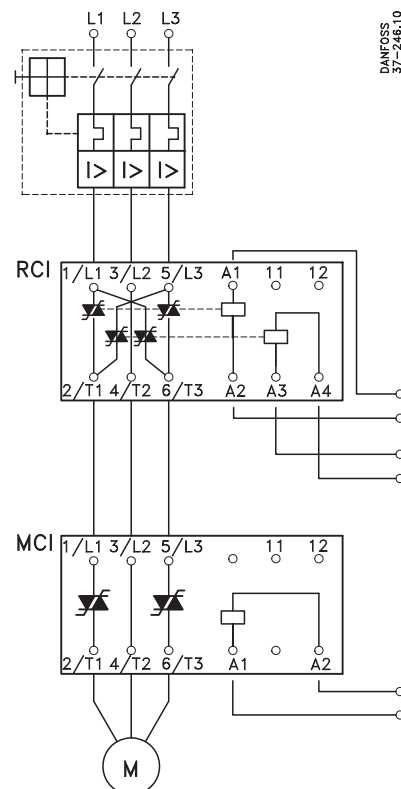 L1 L2 L3
DANFOSS
37-246.10
I> I> I>
RCI
1/L1 3/L2 5/L3 A1 11 12
2/T1 4/T2 6/T3 A2 A3 A4
MCI
1/L1 3/L2 5/L3 11 12
2/T1 4/T2 6/T3 A1 A2
M